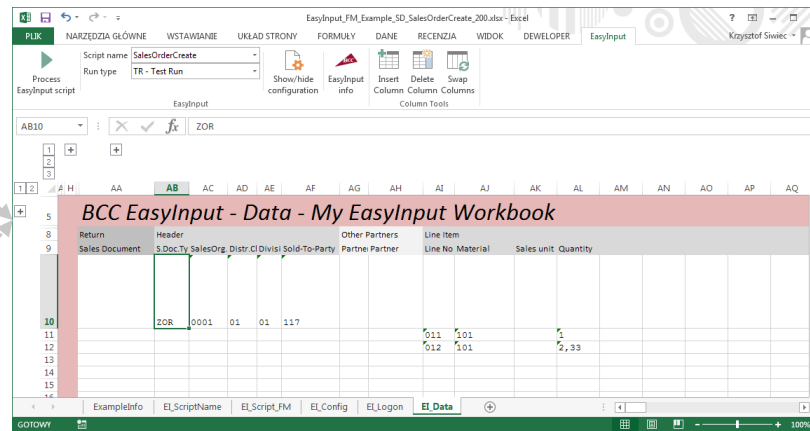 EasyInput_FM_Example_SD_SalesOrderCreate_200.xlsx - Excel
PLIK NARZĘDZIA GŁÓWNE WSTAWIANIE UKŁAD STRONY FORMUŁY DANE RECENZJA WIDOK DEWELOPER EasyInput Krzysztof Siwiec
Script name SalesOrderCreate
Run type TR - Test Run
Process EasyInput script
Show/hide configuration
BCC
EasyInput info
Insert Column
Delete Column
Swap Columns
EasyInput Column Tools
AB10 fx ZOR
1
2
3
1 2 A H AA AB AC AD AE AF AG AH AI AJ AK AL AM AN AO AP AQ
5 BCC EasyInput - Data - My EasyInput Workbook
8 Return Header Other Partners Line Item
9 Sales Document S.Doc.Ty SalesOrg. Distr.Cl Divisi Sold-To-Party Partne Partner Line No Material Sales unit Quantity
10 ZOR 0001 01 01 117
11 011 101 1
12 012 101 2,33
13
14
15
16
ExampleInfo EI_ScriptName EI_Script_FM EI_Config EI_Logon EI_Data
GOTOWY 100%